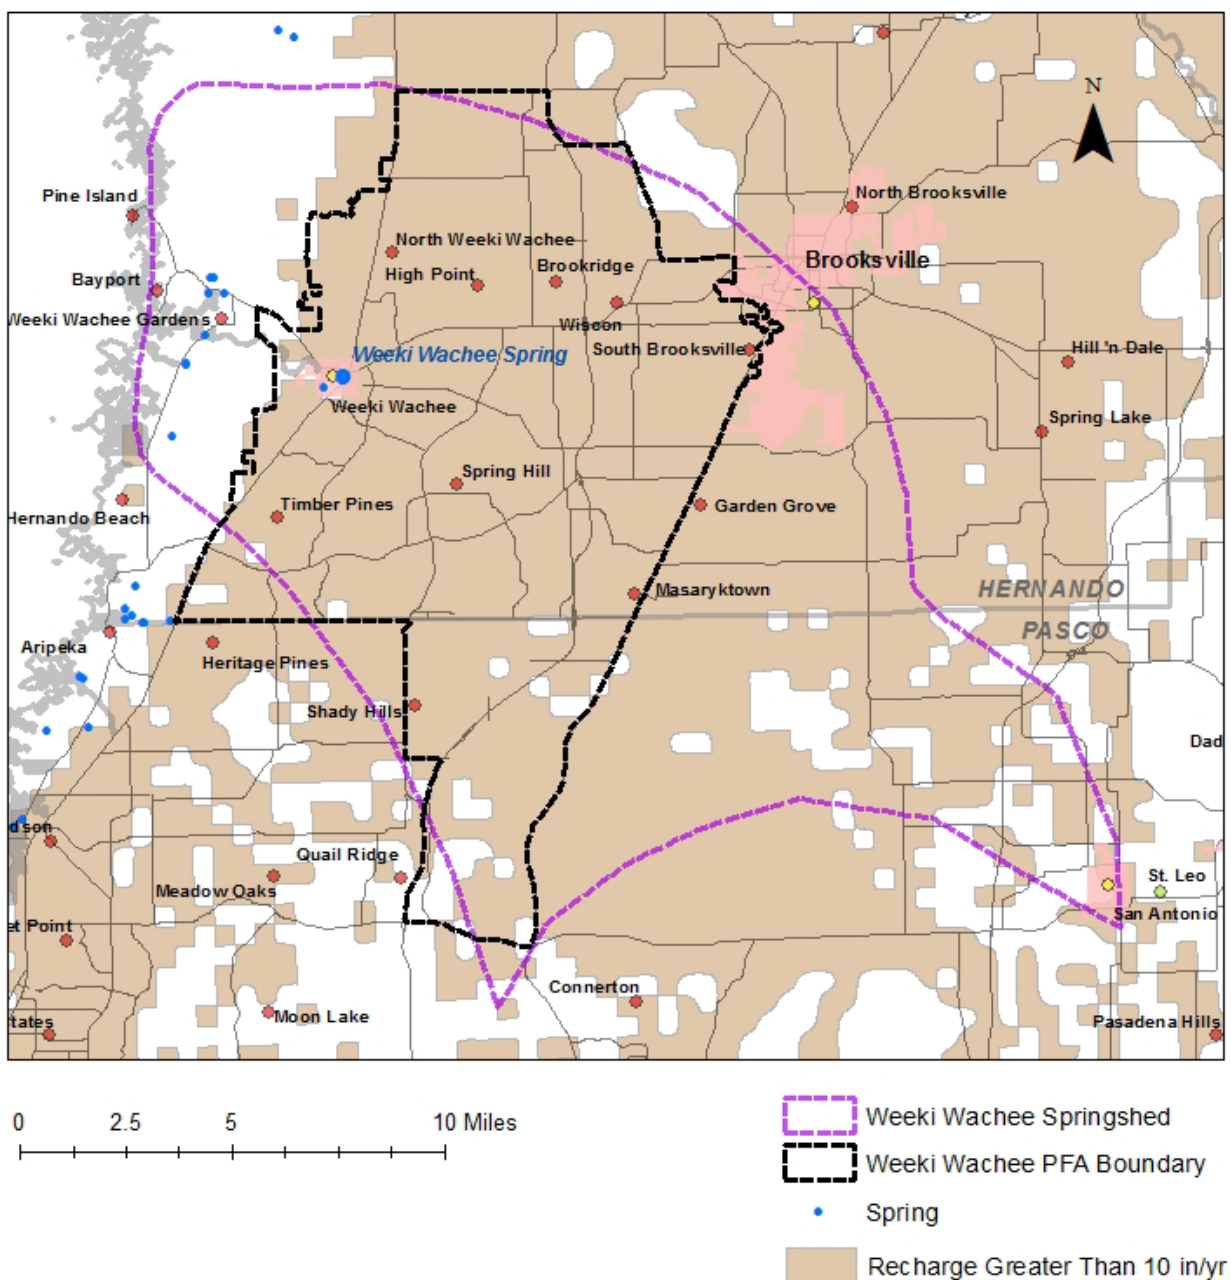 N
Pine Island
North Brooksville
North Weeki Wachee
Brooksville
High Point
Brookridge
Bayport
Weeki Wachee Gardens
Wiscon
South Brooksville
Hill 'n Dale
Weeki Wachee Spring
Weeki Wachee
Spring Lake
Spring Hill
Timber Pines
Garden Grove
Hernando Beach
HERNANDO
Masaryktown
PASCO
Aripeka
Heritage Pines
Shady Hills
Dad
dson
Quail Ridge
Meadow Oaks
St. Leo
San Antonio
et Point
Connerton
Moon Lake
tates
Pasadena Hills
0 2.5 5 10 Miles
Weeki Wachee Springshed
Weeki Wachee PFA Boundary
Spring
Recharge Greater Than 10 in/yr